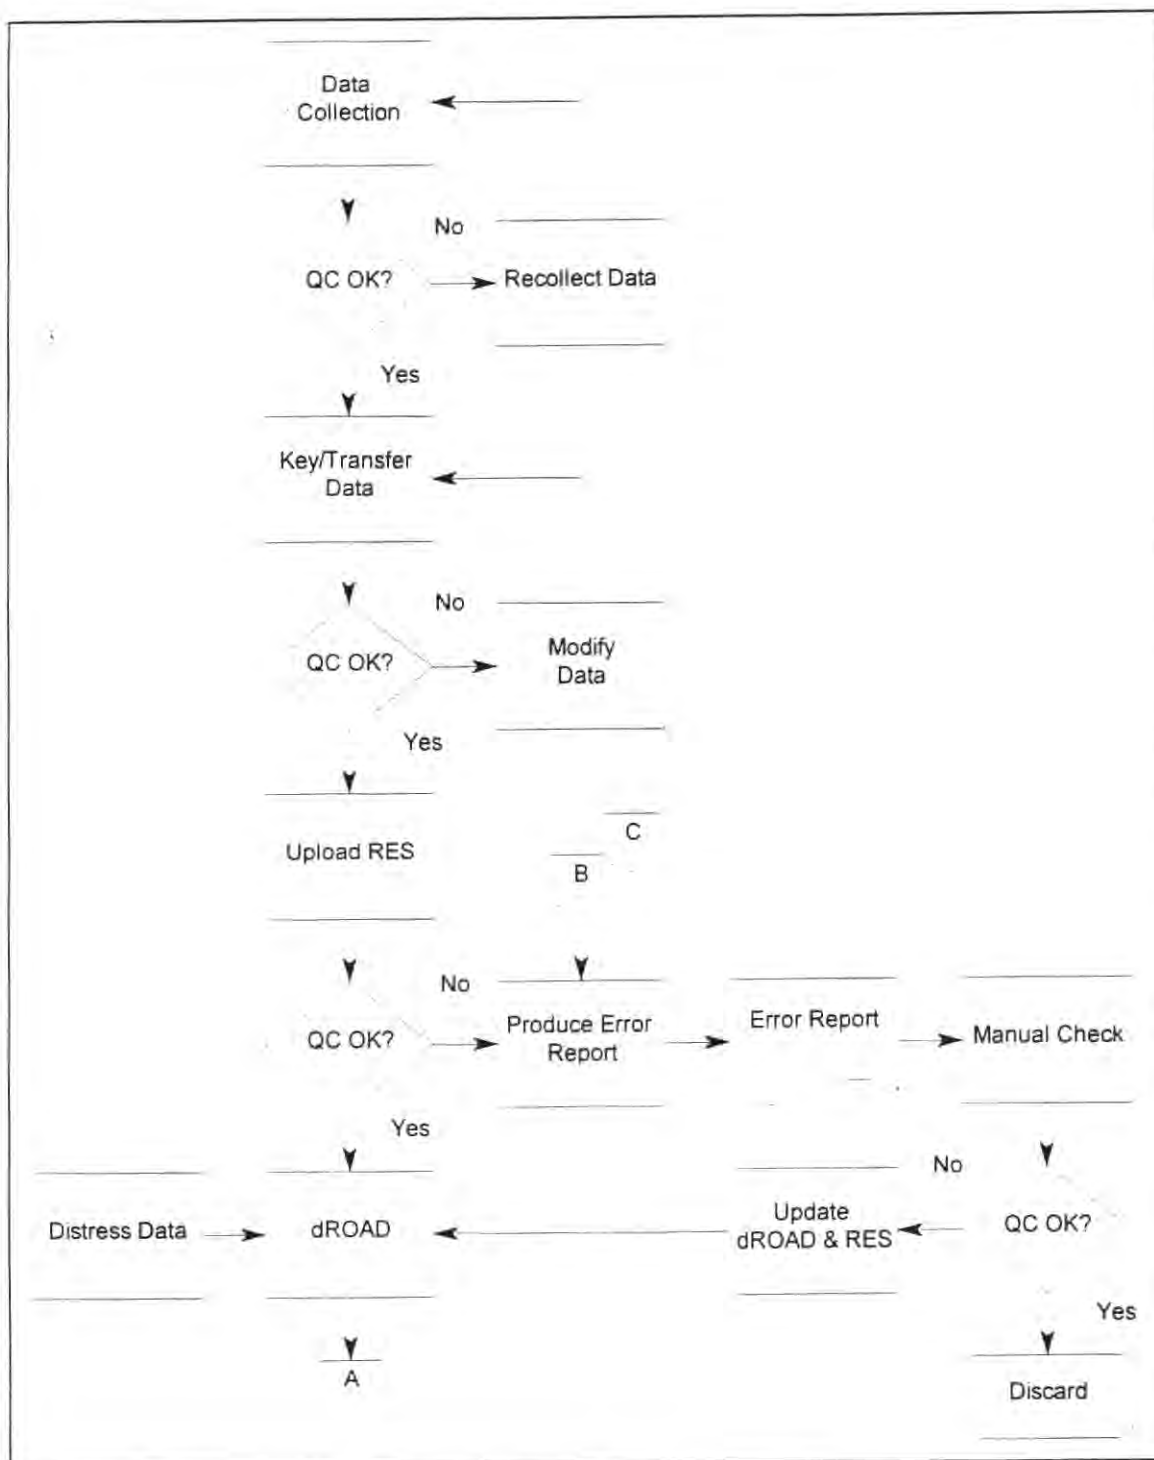 Data
Collection
No
QC OK?
Recollect Data
Yes
Key/Transfer
Data
No
QC OK?
Modify
Data
Yes
Upload RES
C
B
No
QC OK?
Produce Error
Report
Error Report
Manual Check
Yes
No
Distress Data
dROAD
Update
dROAD & RES
QC OK?
Yes
A
Discard